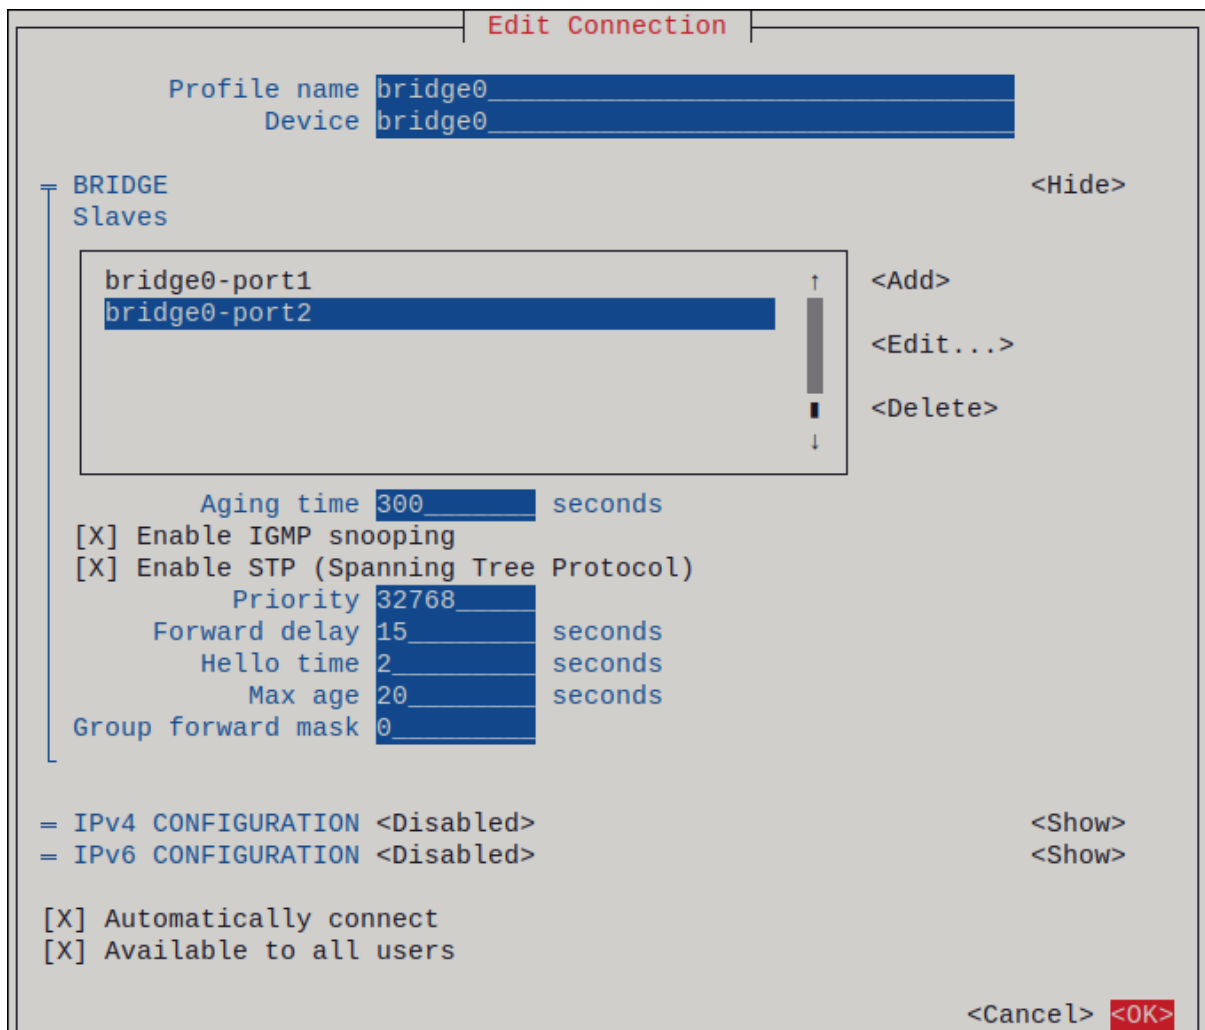 Edit Connection
Profile name bridge0
Device bridge0
BRIDGE <Hide>
Slaves
bridge0-port1 <Add>
bridge0-port2
<Edit...>
<Delete>
Aging time 300 seconds
[X] Enable IGMP snooping
[X] Enable STP (Spanning Tree Protocol)
Priority 32768
Forward delay 15 seconds
Hello time 2 seconds
Max age 20 seconds
Group forward mask 0
IPv4 CONFIGURATION <Disabled> <Show>
IPv6 CONFIGURATION <Disabled> <Show>
[X] Automatically connect
[X] Available to all users
<Cancel> <OK>